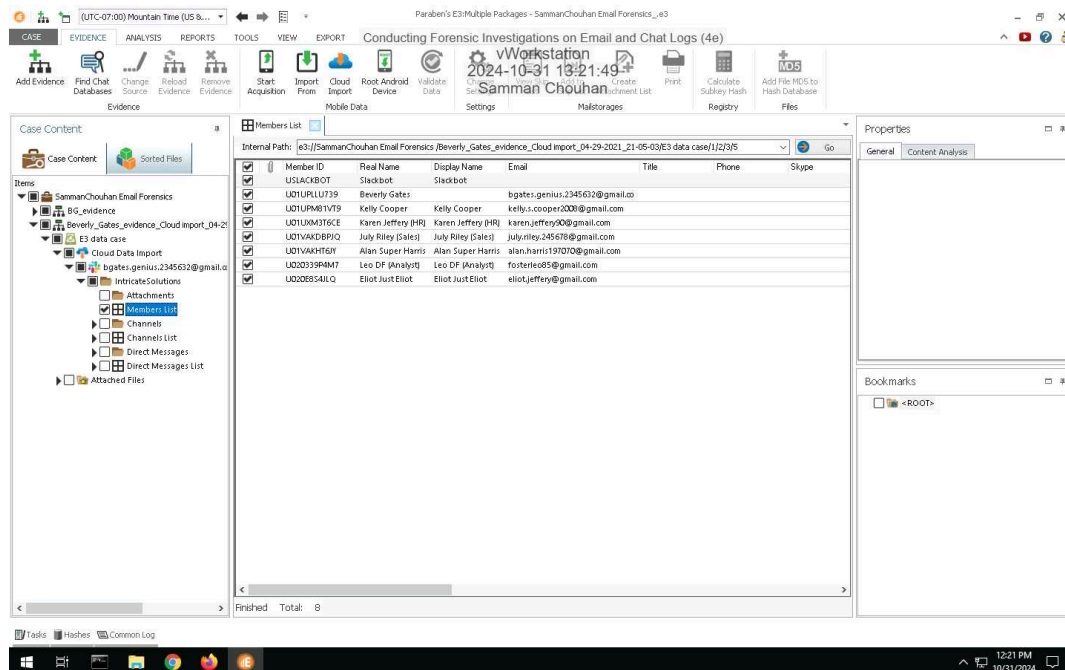 (UTC-07:00) Mountain Time (US &...
Paraben's E3:Multiple Packages - SammanChouhan Email Forensics_.e3
CASE EVIDENCE ANALYSIS REPORTS TOOLS VIEW EXPORT
Conducting Forensic Investigations on Email and Chat Logs (4e)
vWorkstation
2024-10-31 13:21:49
Samman Chouhan
Add Evidence
Find Chat Databases
Change Source
Reload Evidence
Remove Evidence
Start Acquisition
Import From
Cloud Import
Root Android Device
Validate Data
Create
Attachment List
Print
Calculate Subkey Hash
MD5
Add File MD5 to Hash Database
Evidence Mobile Data Settings Mailstorages Registry Files
Case Content
Case Content Sorted Files
Items
SammanChouhan Email Forensics
BG_evidence
Beverly_Gates_evidence_Cloud import_04-29
E3 data case
Cloud Data Import
bgates.genius.2345632@gmail.c
IntricateSolutions
Attachments
Members List
Channels
Channels List
Direct Messages
Direct Messages List
Attached Files
Members List
Internal Path: e3://SammanChouhan Email Forensics /Beverly_Gates_evidence_Cloud import_04-29-2021_21-05-03/E3 data case/1/2/3/5 Go
Member ID Real Name Display Name Email Title Phone Skype
USLACKBOT Slackbot Slackbot
U01UPLLU739 Beverly Gates bgates.genius.2345632@gmail.co
U01UPM81VT9 Kelly Cooper Kelly Cooper kelly.s.cooper2008@gmail.com
U01UXM3T6CE Karen Jeffery (HR) Karen Jeffery (HR) karen.jeffery90@gmail.com
U01VAKDBPJQ July Riley (Sales) July Riley (Sales) july.riley.245678@gmail.com
U01VAKHT6JY Alan Super Harris Alan Super Harris alan.harris197070@gmail.com
U020339P4M7 Leo DF (Analyst) Leo DF (Analyst) fosterleo85@gmail.com
U020E8S4JLQ Eliot Just Eliot Eliot Just Eliot eliot.jeffery@gmail.com
Finished Total: 8
Properties
General Content Analysis
Bookmarks
<ROOT>
Tasks Hashes Common Log
12:21 PM
10/31/2024